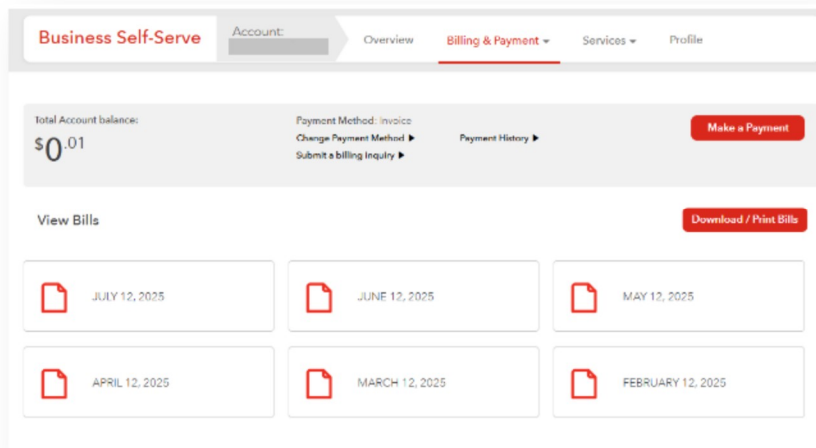 Business Self-Serve
Account:
Overview
Billing & Payment
Services
Profile
Total Account balance:
$0.01
Payment Method: Invoice
Change Payment Method
Payment History
Submit a billing inquiry
Make a Payment
View Bills
Download / Print Bills
JULY 12, 2025
JUNE 12, 2025
MAY 12, 2025
APRIL 12, 2025
MARCH 12, 2025
FEBRUARY 12, 2025